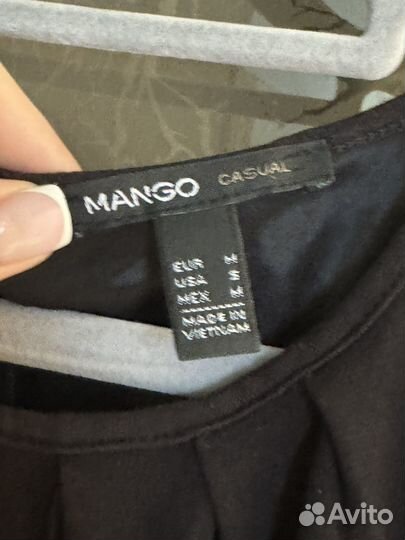 MANGO CASUAL
EUR M
USA S
MEX M
MADE IN
VIETNAM
Avito